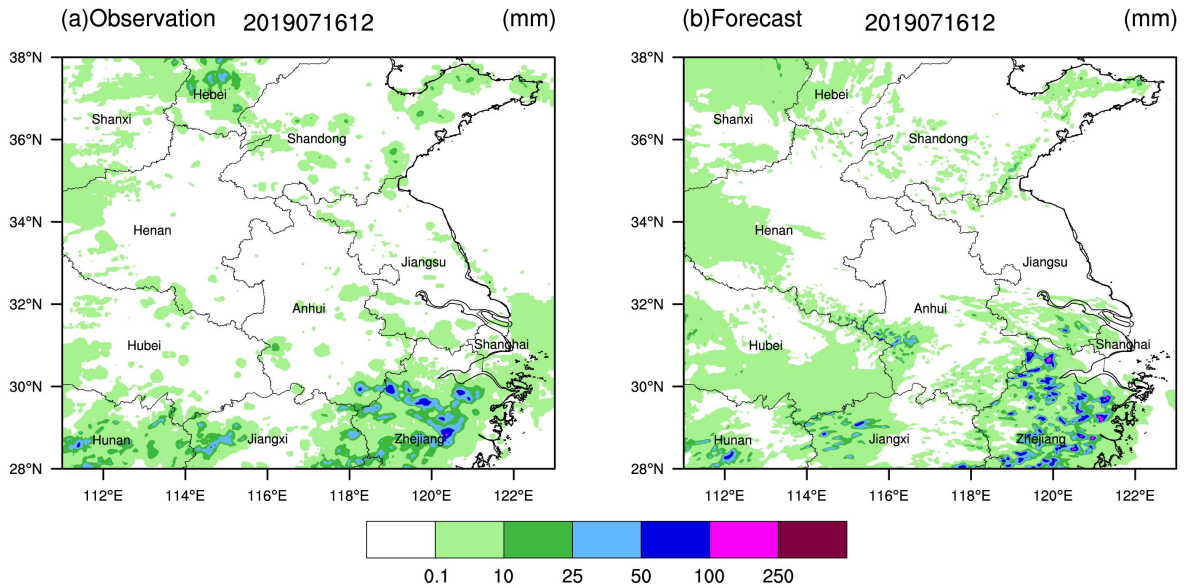 (a)Observation 2019071612 (mm)
38°N
36°N
34°N
32°N
30°N
28°N
112°E 114°E 116°E 118°E 120°E 122°E
Hebei
Shanxi
Shandong
Henan
Jiangsu
Anhui
Hubei
Shanghai
Hunan
Jiangxi
Zhejiang
(b)Forecast 2019071612 (mm)
38°N
36°N
34°N
32°N
30°N
28°N
112°E 114°E 116°E 118°E 120°E 122°E
Hebei
Shanxi
Shandong
Henan
Jiangsu
Anhui
Hubei
Shanghai
Hunan
Jiangxi
Zhejiang
0.1 10 25 50 100 250